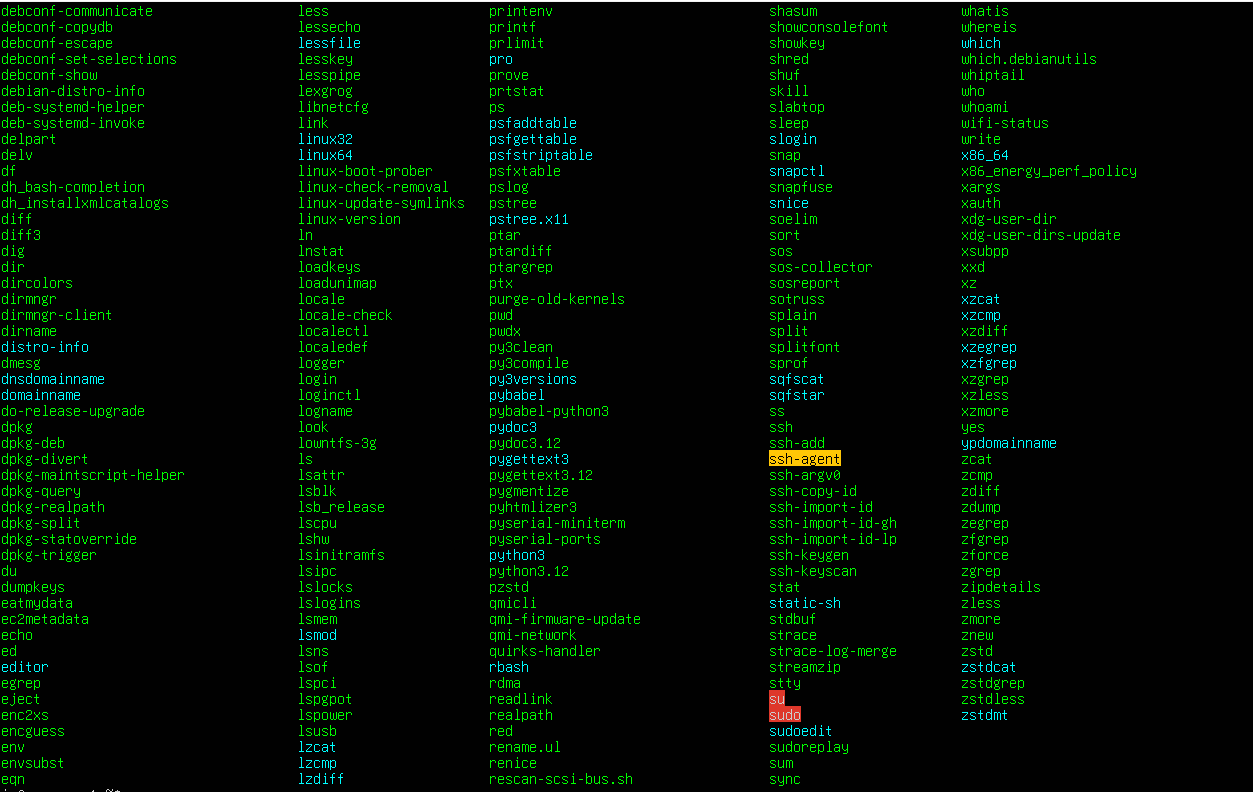 debconf-communicate less printenv shasum whatis
debconf-copydb lessecho printf showconsolefont whereis
debconf-escape lessfile prlimit showkey which
debconf-set-selections lesskey pro shred which.debianutils
debconf-show lesspipe prove shuf whiptail
debian-distro-info lexgrog prtstat skill who
deb-systemd-helper libnetcfg ps slabtop whoami
deb-systemd-invoke link psfaddtable sleep wifi-status
delpart linux32 psfgettable slogin write
delv linux64 psfstriptable snap x86_64
df linux-boot-prober psfxtable snapctl x86_energy_perf_policy
dh_bash-completion linux-check-removal pslog snapfuse xargs
dh_installxmlcatalogs linux-update-symlinks pstree snice xauth
diff linux-version pstree.x11 soelim xdg-user-dir
diff3 ln ptar sort xdg-user-dirs-update
dig lnstat ptardiff sos xsubpp
dir loadkeys ptargrep sos-collector xxd
dircolors loadunimap ptx sosreport xz
dirmngr locale purge-old-kernels sotruss xzcat
dirmngr-client locale-check pwd splain xzcmp
dirname localectl pwdx split xzdiff
distro-info localedef py3clean splitfont xzegrep
dmesg logger py3compile sprof xzfgrep
dnsdomainname login py3versions sqfscat xzgrep
domainname loginctl pybabel sqfstar xzless
do-release-upgrade logname pybabel-python3 ss xzmore
dpkg look pydoc3 ssh yes
dpkg-deb lowntfs-3g pydoc3.12 ssh-add ypdomainname
dpkg-divert ls pygettext3 ssh-agent zcat
dpkg-maintscript-helper lsattr pygettext3.12 ssh-argv0 zcmp
dpkg-query lsblk pygmentize ssh-copy-id zdiff
dpkg-realpath lsb_release pyhtmlizer3 ssh-import-id zdump
dpkg-split lscpu pyserial-miniterm ssh-import-id-gh zegrep
dpkg-statoverride lshw pyserial-ports ssh-import-id-lp zfgrep
dpkg-trigger lsinitramfs python3 ssh-keygen zforce
du lsipc python3.12 ssh-keyscan zgrep
dumpkeys lslocks pzstd stat zipdetails
eatmydata lslogins qmicli static-sh zless
ec2metadata lsmem qmi-firmware-update stdbuf zmore
echo lsmod qmi-network strace znew
ed lsns quirks-handler strace-log-merge zstd
editor lsof rbash streamzip zstdcat
egrep lspci rdma stty zstdgrep
eject lspgpot readlink su zstdless
enc2xs lspower realpath sudo zstdmt
encguess lsusb red sudoedit
env lzcat rename.ul sudoreplay
envsubst lzcmp renice sum
eqn lzdiff rescan-scsi-bus.sh sync